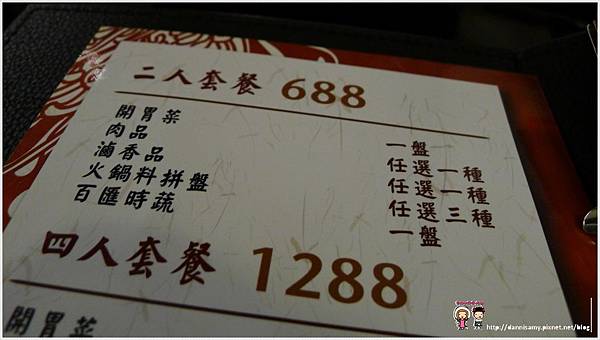 二人套餐 688
開胃菜 一盤
肉品 任選一種
滷香品 任選一種
火鍋料拼盤 任選三種
百匯時蔬 一盤
四人套餐 1288
開胃菜
http://dannisamy.pixnet.net/blog